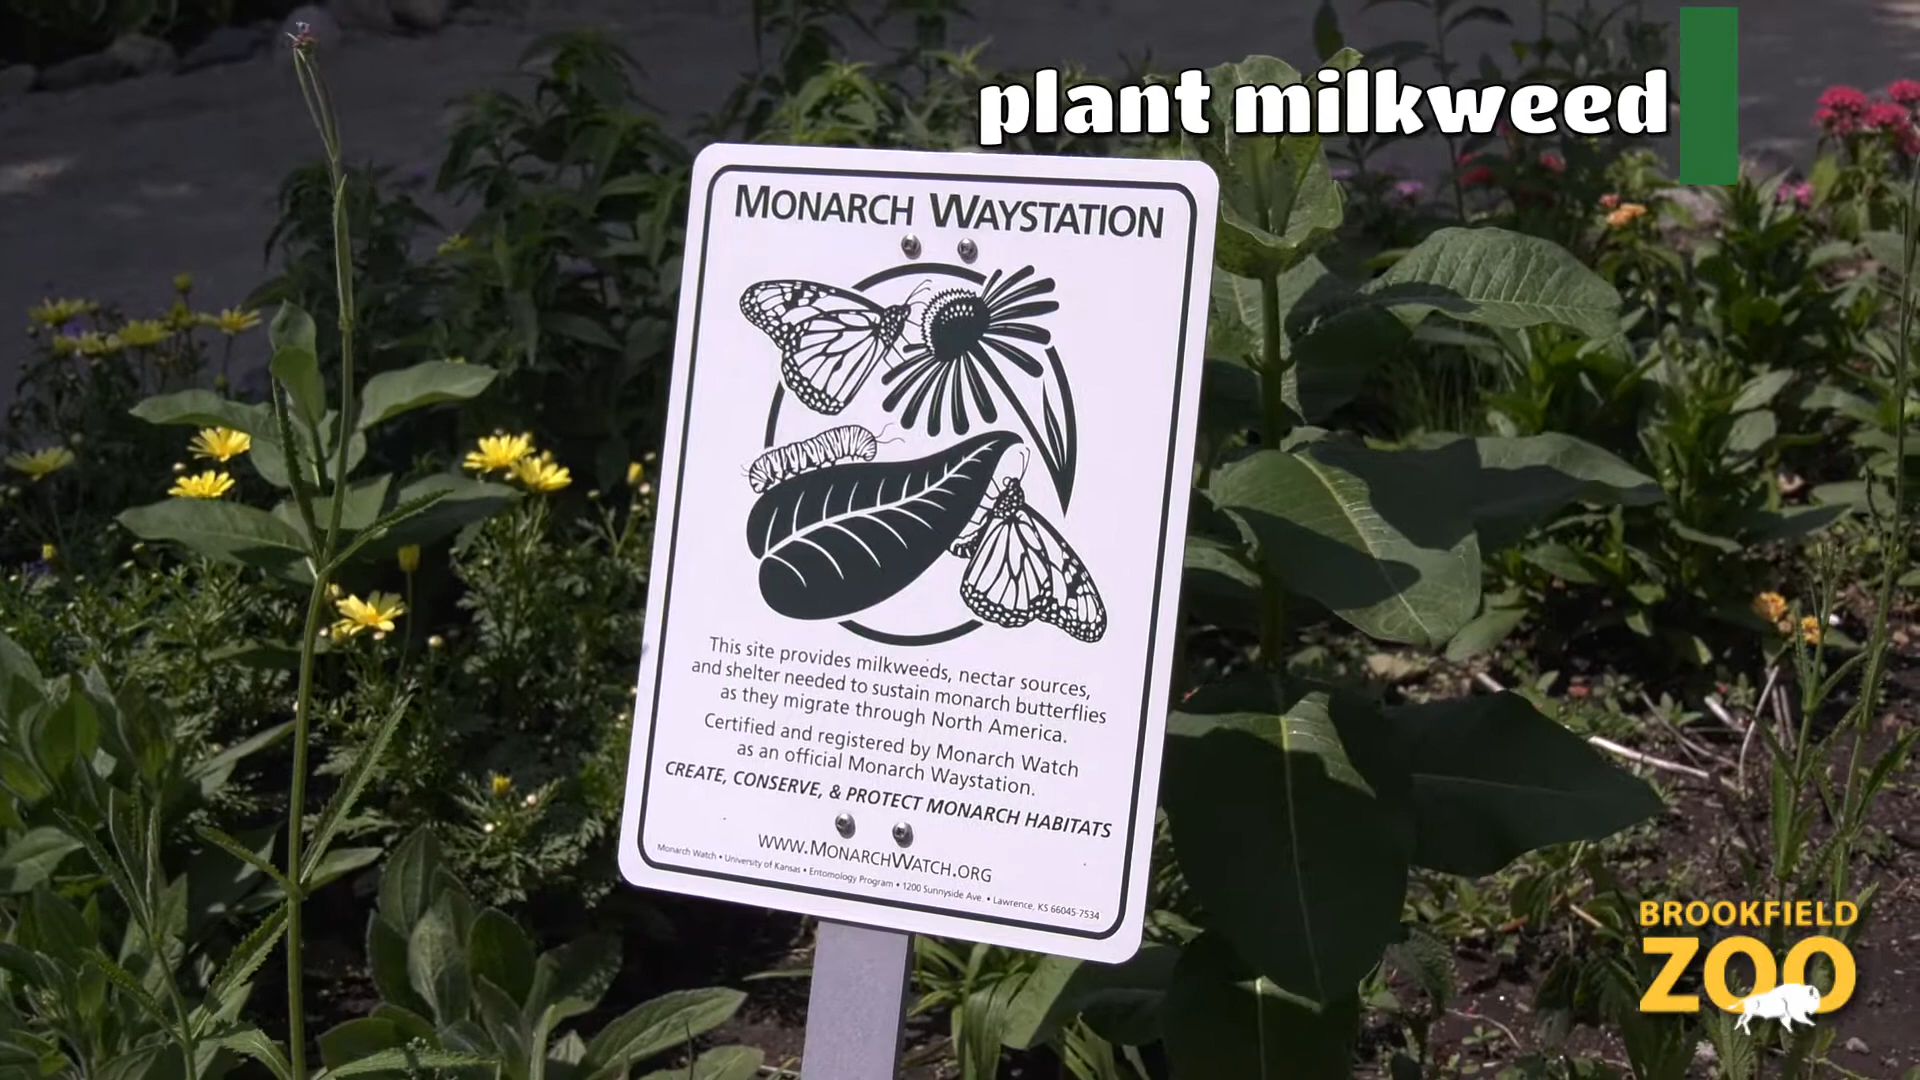 plant milkweed
MONARCH WAYSTATION
This site provides milkweeds, nectar sources,
and shelter needed to sustain monarch butterflies
as they migrate through North America.
Certified and registered by Monarch Watch
as an official Monarch Waystation.
CREATE, CONSERVE, & PROTECT MONARCH HABITATS
WWW.MONARCHWATCH.ORG
Monarch Watch • University of Kansas • Entomology Program • 1200 Sunnyside Ave. • Lawrence, KS 66045-7534
BROOKFIELD
ZOO